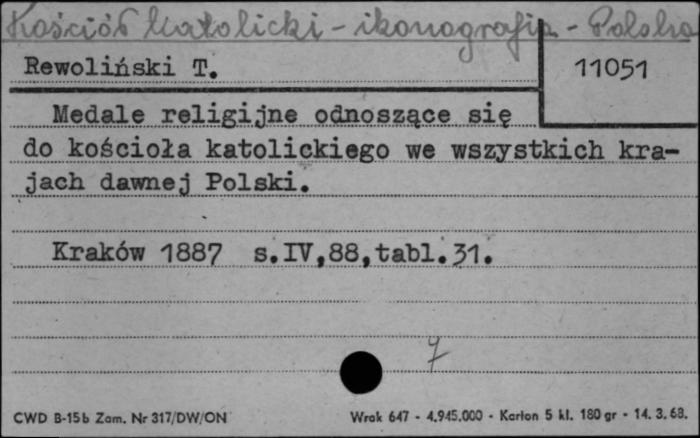 Kościół Katolicki - ikonografia - Polska
Rewoliński T.
11051
Medale religijne odnoszące się
do kościoła katolickiego we wszystkich kra-
jach dawnej Polski.
Kraków 1887 s.IV,88,tabl.31.
7
CWD B-15b Zam. Nr 317/DW/ON
Wrok 647 - 4.945.000 - Karton 5 kl. 180 gr - 14. 3. 68.